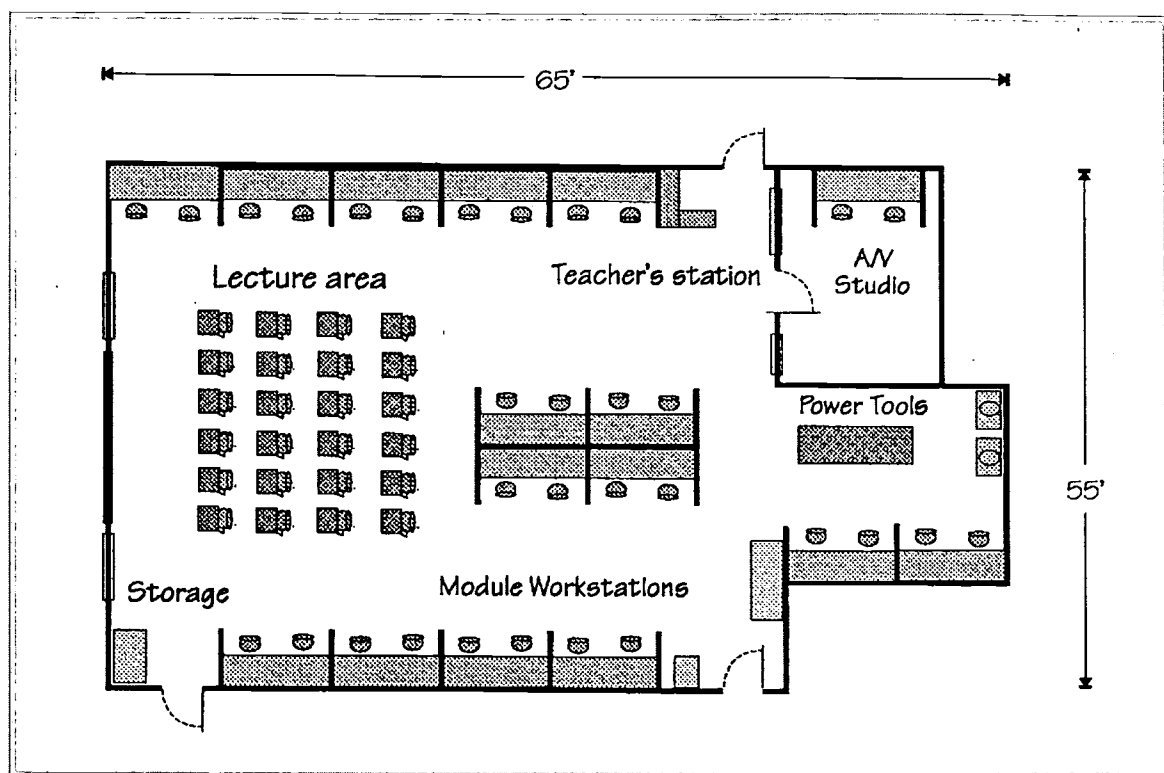 65'
Lecture area
Teacher's station
A/V
Studio
Power Tools
55'
Storage
Module Workstations